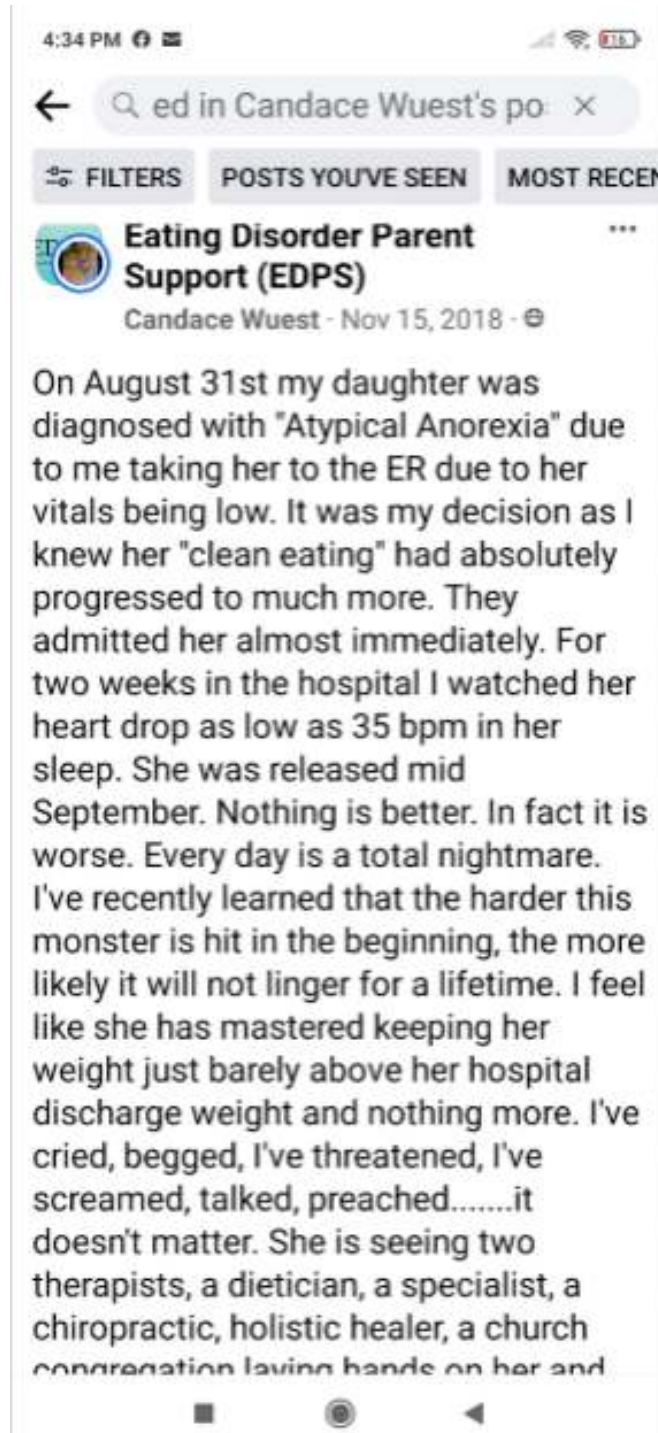 4:34 PM
16
ed in Candace Wuest's po
FILTERS
POSTS YOU'VE SEEN
MOST RECEN
Eating Disorder Parent
Support (EDPS)
Candace Wuest · Nov 15, 2018 ·
On August 31st my daughter was
diagnosed with "Atypical Anorexia" due
to me taking her to the ER due to her
vitals being low. It was my decision as I
knew her "clean eating" had absolutely
progressed to much more. They
admitted her almost immediately. For
two weeks in the hospital I watched her
heart drop as low as 35 bpm in her
sleep. She was released mid
September. Nothing is better. In fact it is
worse. Every day is a total nightmare.
I've recently learned that the harder this
monster is hit in the beginning, the more
likely it will not linger for a lifetime. I feel
like she has mastered keeping her
weight just barely above her hospital
discharge weight and nothing more. I've
cried, begged, I've threatened, I've
screamed, talked, preached.......it
doesn't matter. She is seeing two
therapists, a dietician, a specialist, a
chiropractic, holistic healer, a church
congregation laying hands on her and